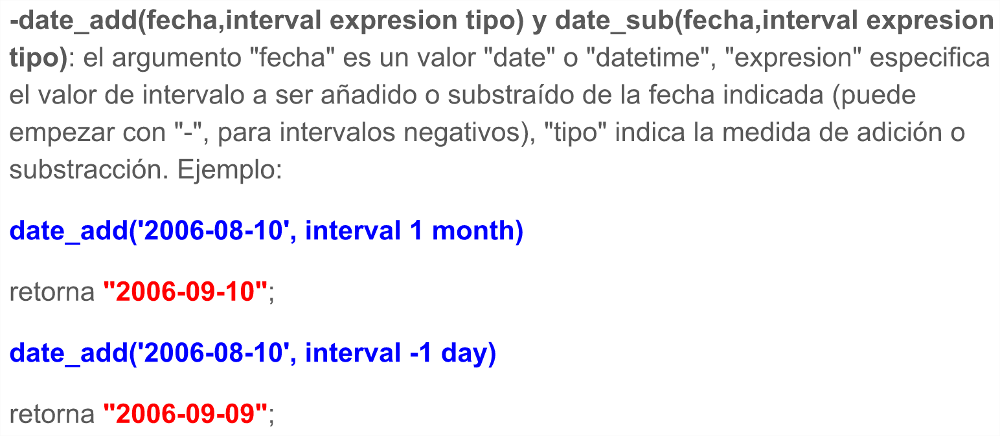 -date_add(fecha,interval expresion tipo) y date_sub(fecha,interval expresion
tipo): el argumento "fecha" es un valor "date" o "datetime", "expresion" especifica
el valor de intervalo a ser añadido o substraído de la fecha indicada (puede
empezar con "-", para intervalos negativos), "tipo" indica la medida de adición o
substracción. Ejemplo:
date_add('2006-08-10', interval 1 month)
retorna "2006-09-10";
date_add('2006-08-10', interval -1 day)
retorna "2006-09-09";